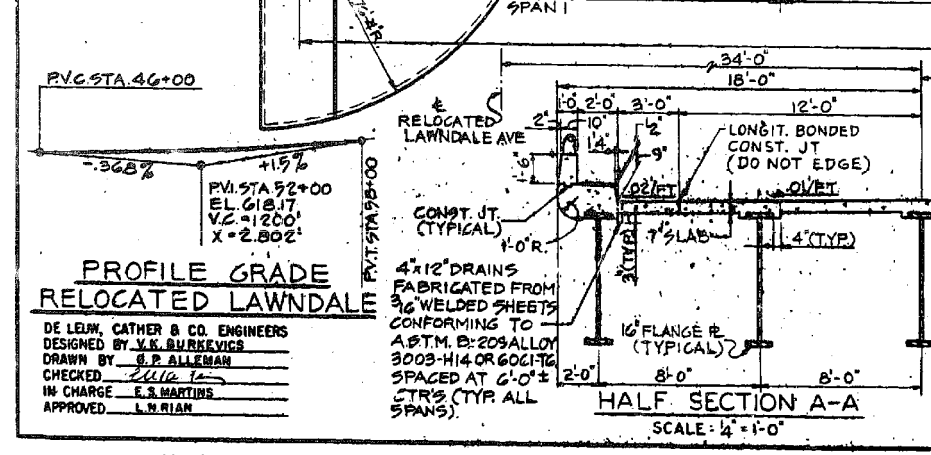 SPAN 1
P.V.C. STA. 46+00
-.368%
+1.5%
P.V.I. STA. 52+00
EL. 618.17
V.C. = 1200'
X = 2.802'
P.V.T. STA. 58+00
PROFILE GRADE
RELOCATED LAWNDALE
DE LEUW, CATHER & CO. ENGINEERS
DESIGNED BY V.K. BURKEVICS
DRAWN BY G.P. ALLEMAN
CHECKED
IN CHARGE E.S. MARTINS
APPROVED L.N. RIAN
34'-0"
18'-0"
1'-0" 2'-0" 3'-0" 12'-0"
℄
RELOCATED
LAWNDALE AVE
2" 10" ½"
1'-6" 9"
LONGIT. BONDED
CONST. JT
(DO NOT EDGE)
.02'/FT .01'/FT
CONST. JT.
(TYPICAL)
1'-0" R.
3" (TYP.)
7" SLAB
4" (TYP.)
4"x12" DRAINS
FABRICATED FROM
3/16" WELDED SHEETS
CONFORMING TO
A.S.T.M. B-209 ALLOY
3003-H14 OR 6061-T6
SPACED AT 6'-0" ±
CTR'S. (TYP. ALL
SPANS).
16" FLANGE ℄
(TYPICAL)
2'-0" 8'-0" 8'-0"
HALF SECTION A-A
SCALE: ¼" = 1'-0"